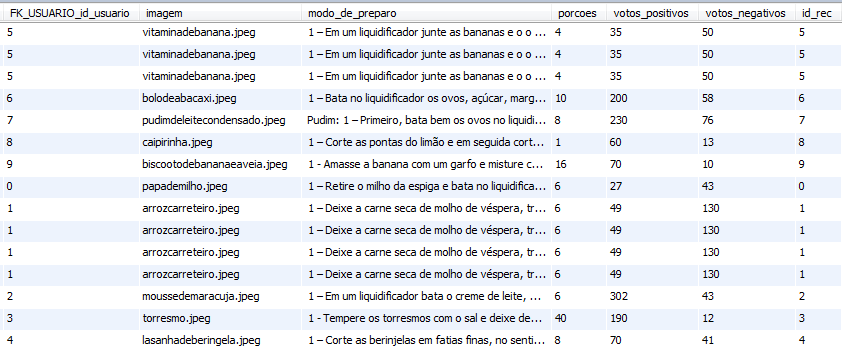 FK_USUARIO_id_usuario imagem modo_de_preparo porcoes votos_positivos votos_negativos id_rec
5 vitaminadebanana.jpeg 1 – Em um liquidificador junte as bananas e o o ... 4 35 50 5
5 vitaminadebanana.jpeg 1 – Em um liquidificador junte as bananas e o o ... 4 35 50 5
5 vitaminadebanana.jpeg 1 – Em um liquidificador junte as bananas e o o ... 4 35 50 5
6 bolodeabacaxi.jpeg 1 – Bata no liquidificador os ovos, açúcar, marg... 10 200 58 6
7 pudimdeleitecondensado.jpeg Pudim: 1 – Primeiro, bata bem os ovos no liquidi... 8 230 76 7
8 caipirinha.jpeg 1 – Corte as pontas do limão e em seguida cort... 1 60 13 8
9 biscootodebananaeaveia.jpeg 1 - Amasse a banana com um garfo e misture c... 16 70 10 9
0 papademilho.jpeg 1 – Retire o milho da espiga e bata no liquidifica... 6 27 43 0
1 arrozcarreteiro.jpeg 1 – Deixe a carne seca de molho de véspera, tr... 6 49 130 1
1 arrozcarreteiro.jpeg 1 – Deixe a carne seca de molho de véspera, tr... 6 49 130 1
1 arrozcarreteiro.jpeg 1 – Deixe a carne seca de molho de véspera, tr... 6 49 130 1
1 arrozcarreteiro.jpeg 1 – Deixe a carne seca de molho de véspera, tr... 6 49 130 1
2 moussedemaracuja.jpeg 1 – Em um liquidificador bata o creme de leite, ... 6 302 43 2
3 torresmo.jpeg 1 - Tempere os torresmos com o sal e deixe de... 40 190 12 3
4 lasanhadeberingela.jpeg 1 – Corte as berinjelas em fatias finas, no senti... 8 70 41 4